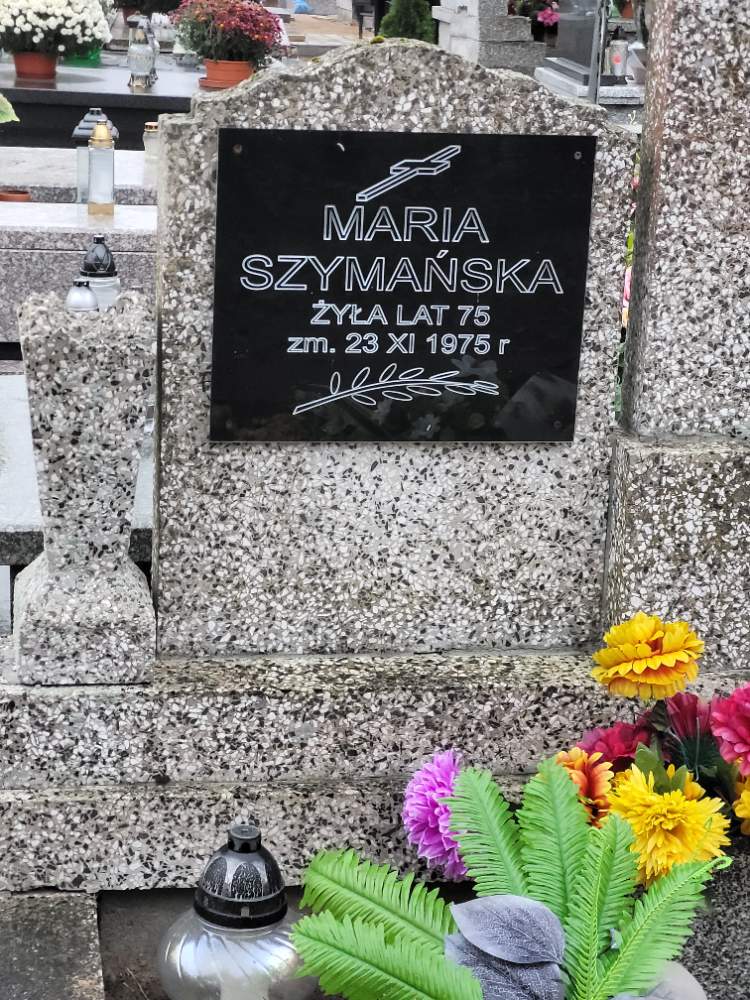 MARIA
SZYMAŃSKA
ŻYŁA LAT 75
zm. 23 XI 1975 r